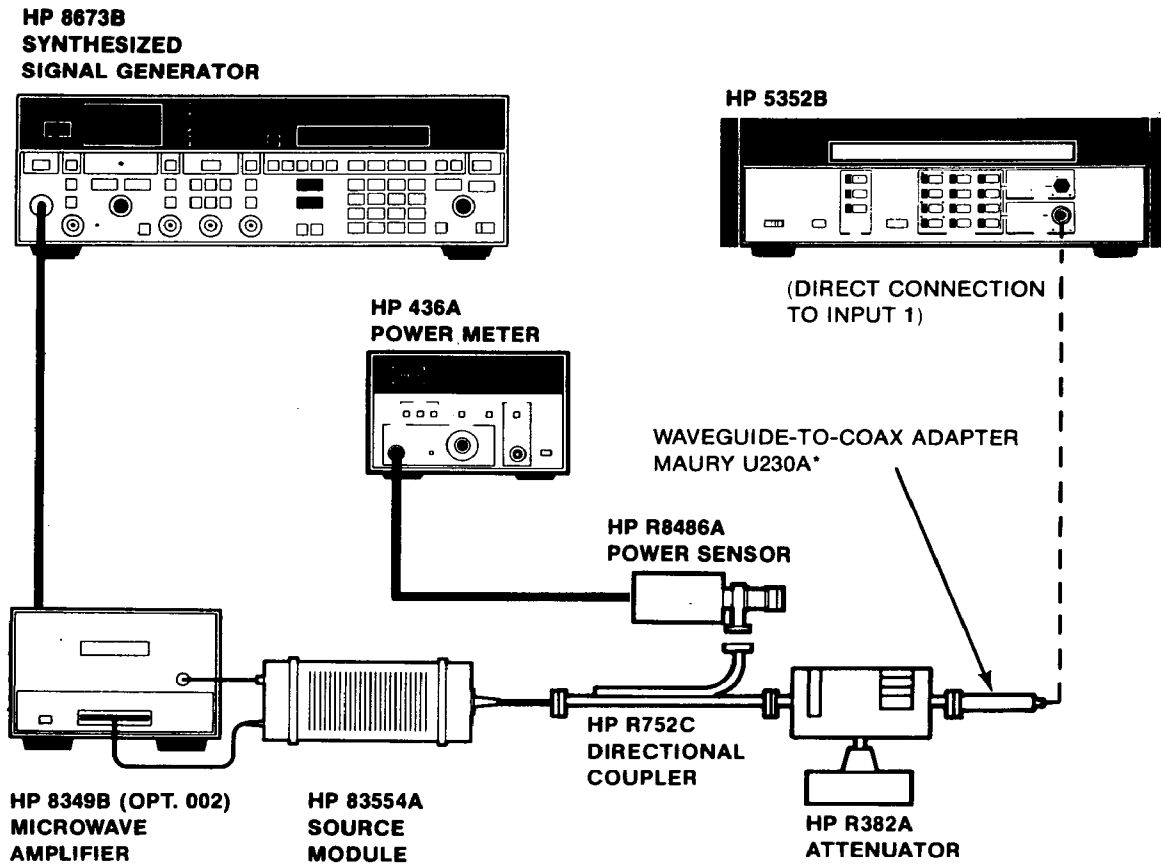 HP 8673B
SYNTHESIZED
SIGNAL GENERATOR
HP 5352B
(DIRECT CONNECTION
TO INPUT 1)
HP 436A
POWER METER
WAVEGUIDE-TO-COAX ADAPTER
MAURY U230A*
HP R8486A
POWER SENSOR
HP R752C
DIRECTIONAL
COUPLER
HP 8349B (OPT. 002)
MICROWAVE
AMPLIFIER
HP 83554A
SOURCE
MODULE
HP R382A
ATTENUATOR